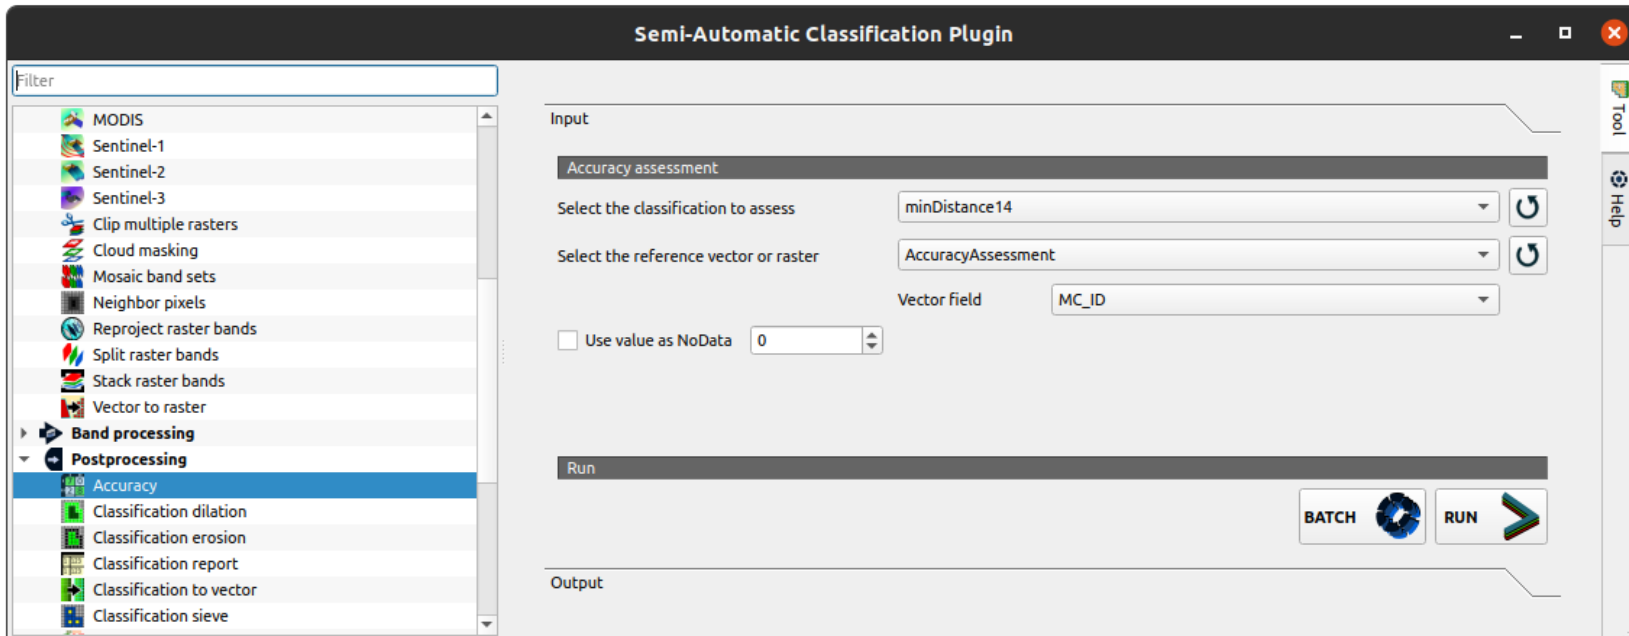 Semi-Automatic Classification Plugin
Filter
MODIS
Sentinel-1
Sentinel-2
Sentinel-3
Clip multiple rasters
Cloud masking
Mosaic band sets
Neighbor pixels
Reproject raster bands
Split raster bands
Stack raster bands
Vector to raster
Band processing
Postprocessing
Accuracy
Classification dilation
Classification erosion
Classification report
Classification to vector
Classification sieve
Input
Accuracy assessment
Select the classification to assess
minDistance14
Select the reference vector or raster
AccuracyAssessment
Vector field
MC_ID
Use value as NoData
0
Run
BATCH
RUN
Output
Tool
Help